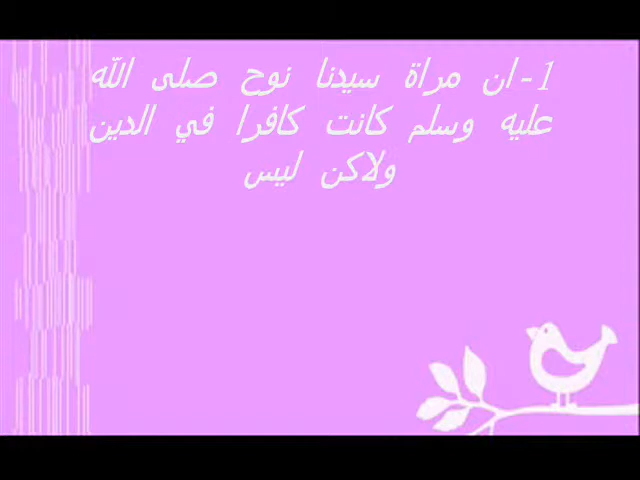 1-ان مراة سيدنا نوح صلى الله
عليه وسلم كانت كافرا في الدين
ولاكن ليس